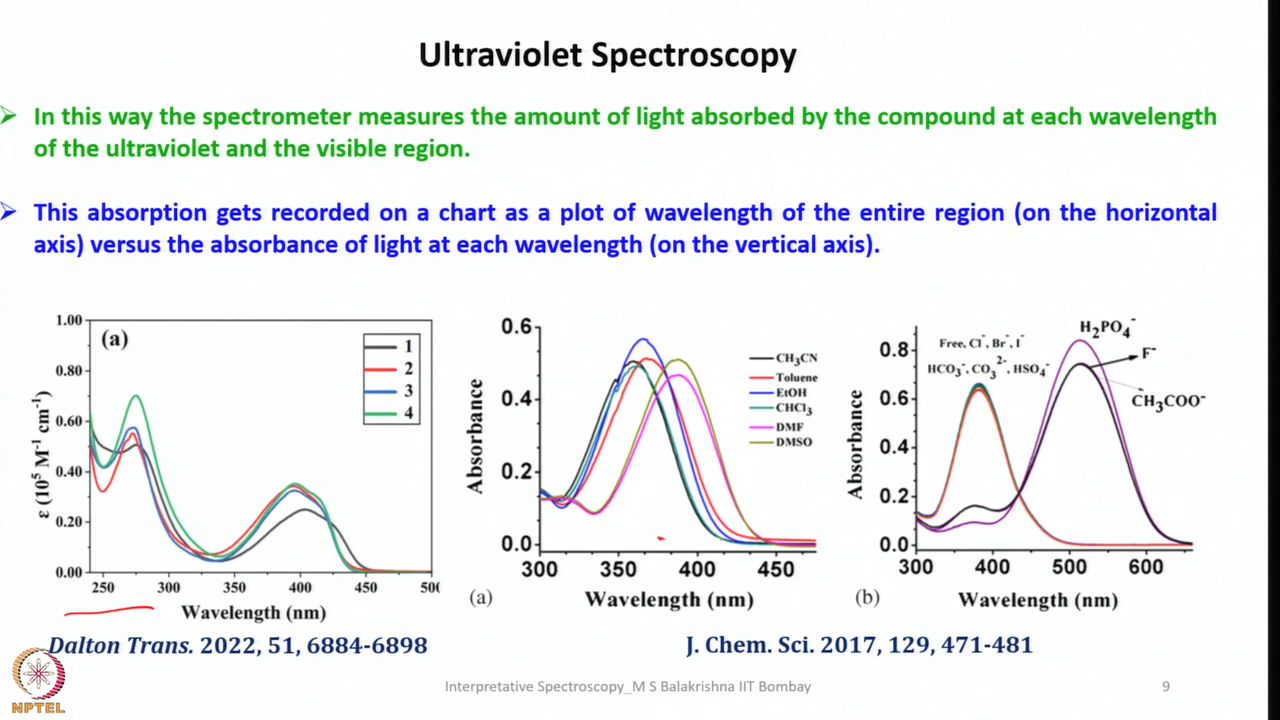 Ultraviolet Spectroscopy
➢ In this way the spectrometer measures the amount of light absorbed by the compound at each wavelength
of the ultraviolet and the visible region.
➢ This absorption gets recorded on a chart as a plot of wavelength of the entire region (on the horizontal
axis) versus the absorbance of light at each wavelength (on the vertical axis).
(a)
1
2
3
4
1.00
0.80
0.60
0.40
0.20
0.00
ε (10⁵ M⁻¹ cm⁻¹)
250 300 350 400 450 500
Wavelength (nm)
Dalton Trans. 2022, 51, 6884-6898
0.6
0.4
0.2
0.0
Absorbance
CH₃CN
Toluene
EtOH
CHCl₃
DMF
DMSO
300 350 400 450
(a) Wavelength (nm)
0.8
0.6
0.4
0.2
0.0
Absorbance
Free, Cl⁻, Br⁻, I⁻
HCO₃⁻, CO₃²⁻, HSO₄⁻
H₂PO₄⁻
F⁻
CH₃COO⁻
300 400 500 600
(b) Wavelength (nm)
J. Chem. Sci. 2017, 129, 471-481
NPTEL
Interpretative Spectroscopy_M S Balakrishna IIT Bombay
9